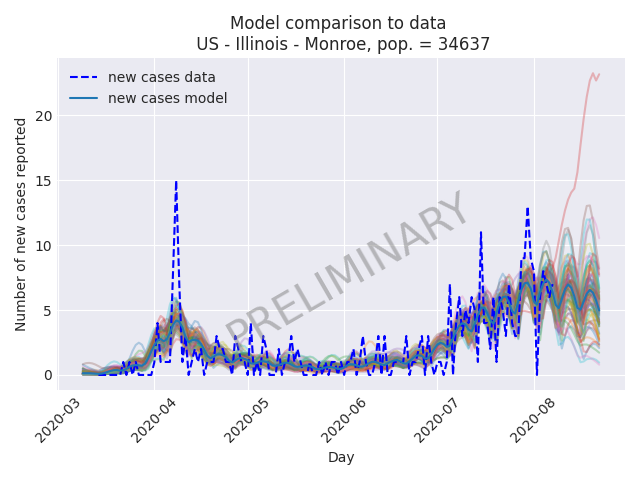 Model comparison to data
US - Illinois - Monroe, pop. = 34637
new cases data
new cases model
PRELIMINARY
Number of new cases reported
20
15
10
5
0
2020-03
2020-04
2020-05
2020-06
2020-07
2020-08
Day